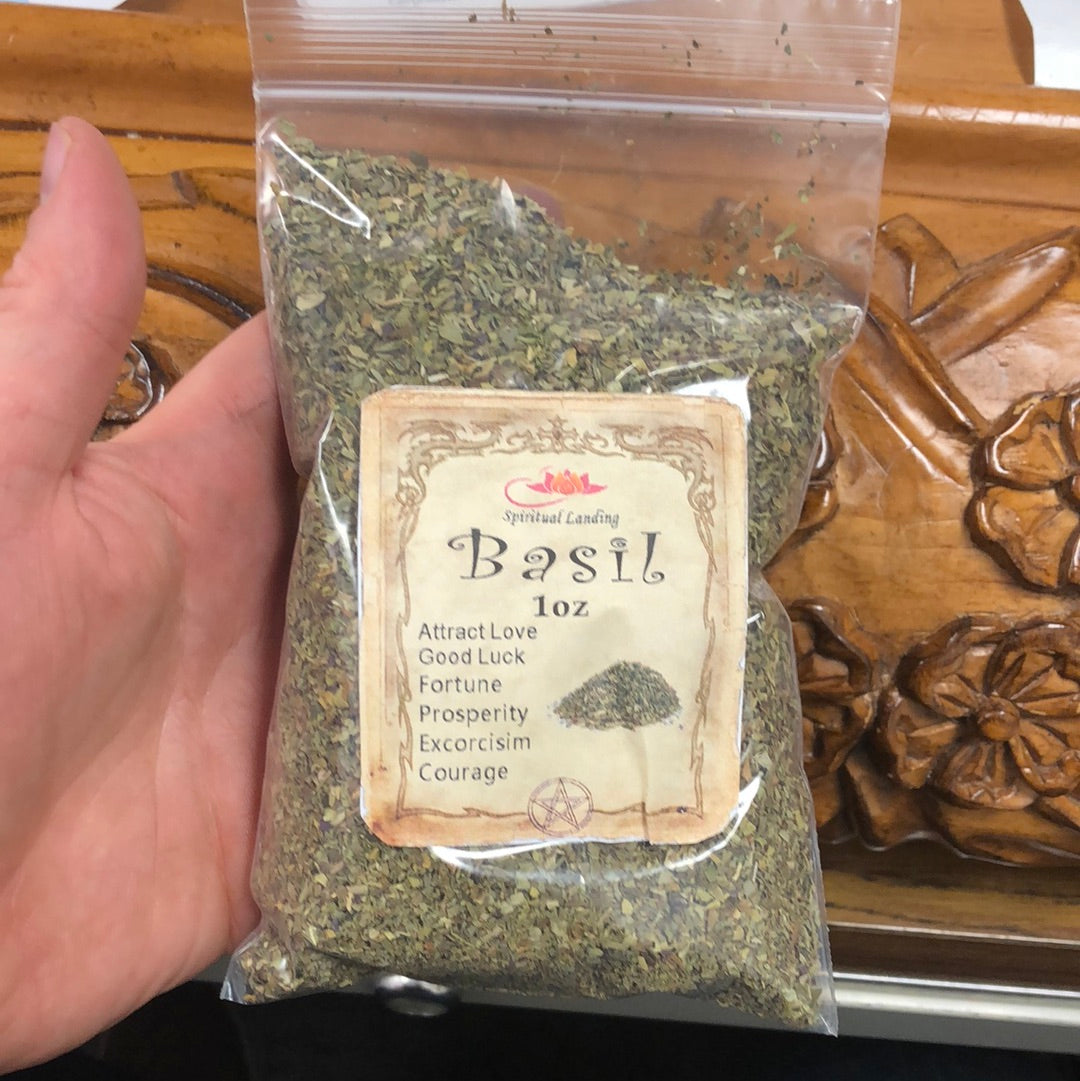 Spiritual Landing
Basil
1oz
Attract Love
Good Luck
Fortune
Prosperity
Excorcisim
Courage